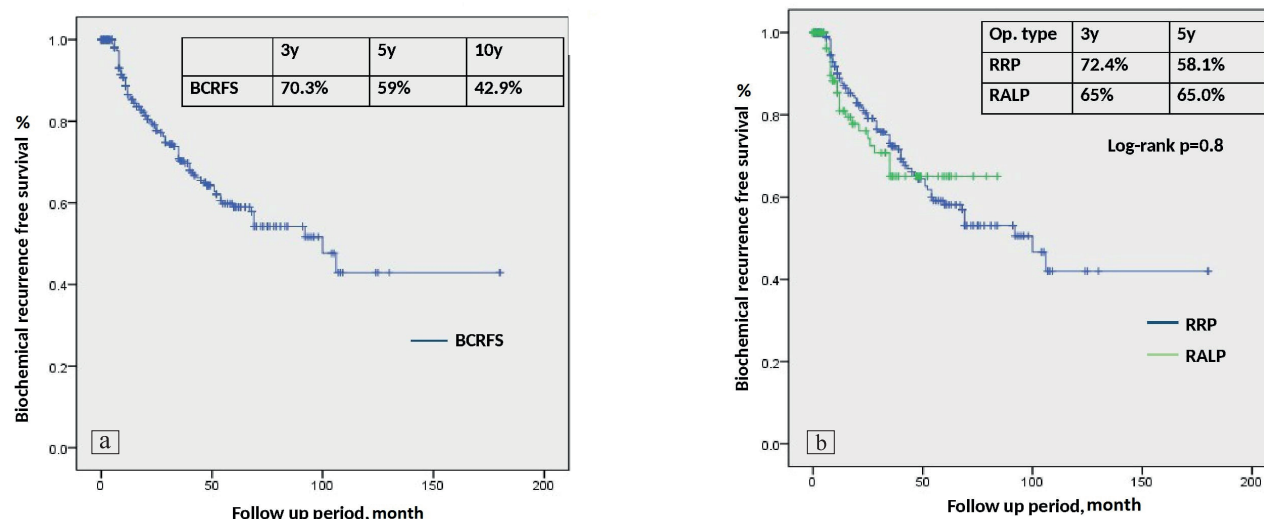 3y 5y 10y
BCRFS 70.3% 59% 42.9%
1.0
0.8
0.6
0.4
0.2
0.0
Biochemical recurrence free survival %
BCRFS
a
0 50 100 150 200
Follow up period, month
Op. type 3y 5y
RRP 72.4% 58.1%
RALP 65% 65.0%
Log-rank p=0.8
1.0
0.8
0.6
0.4
0.2
0.0
Biochemical recurrence free survival %
RRP
RALP
b
0 50 100 150 200
Follow up period, month